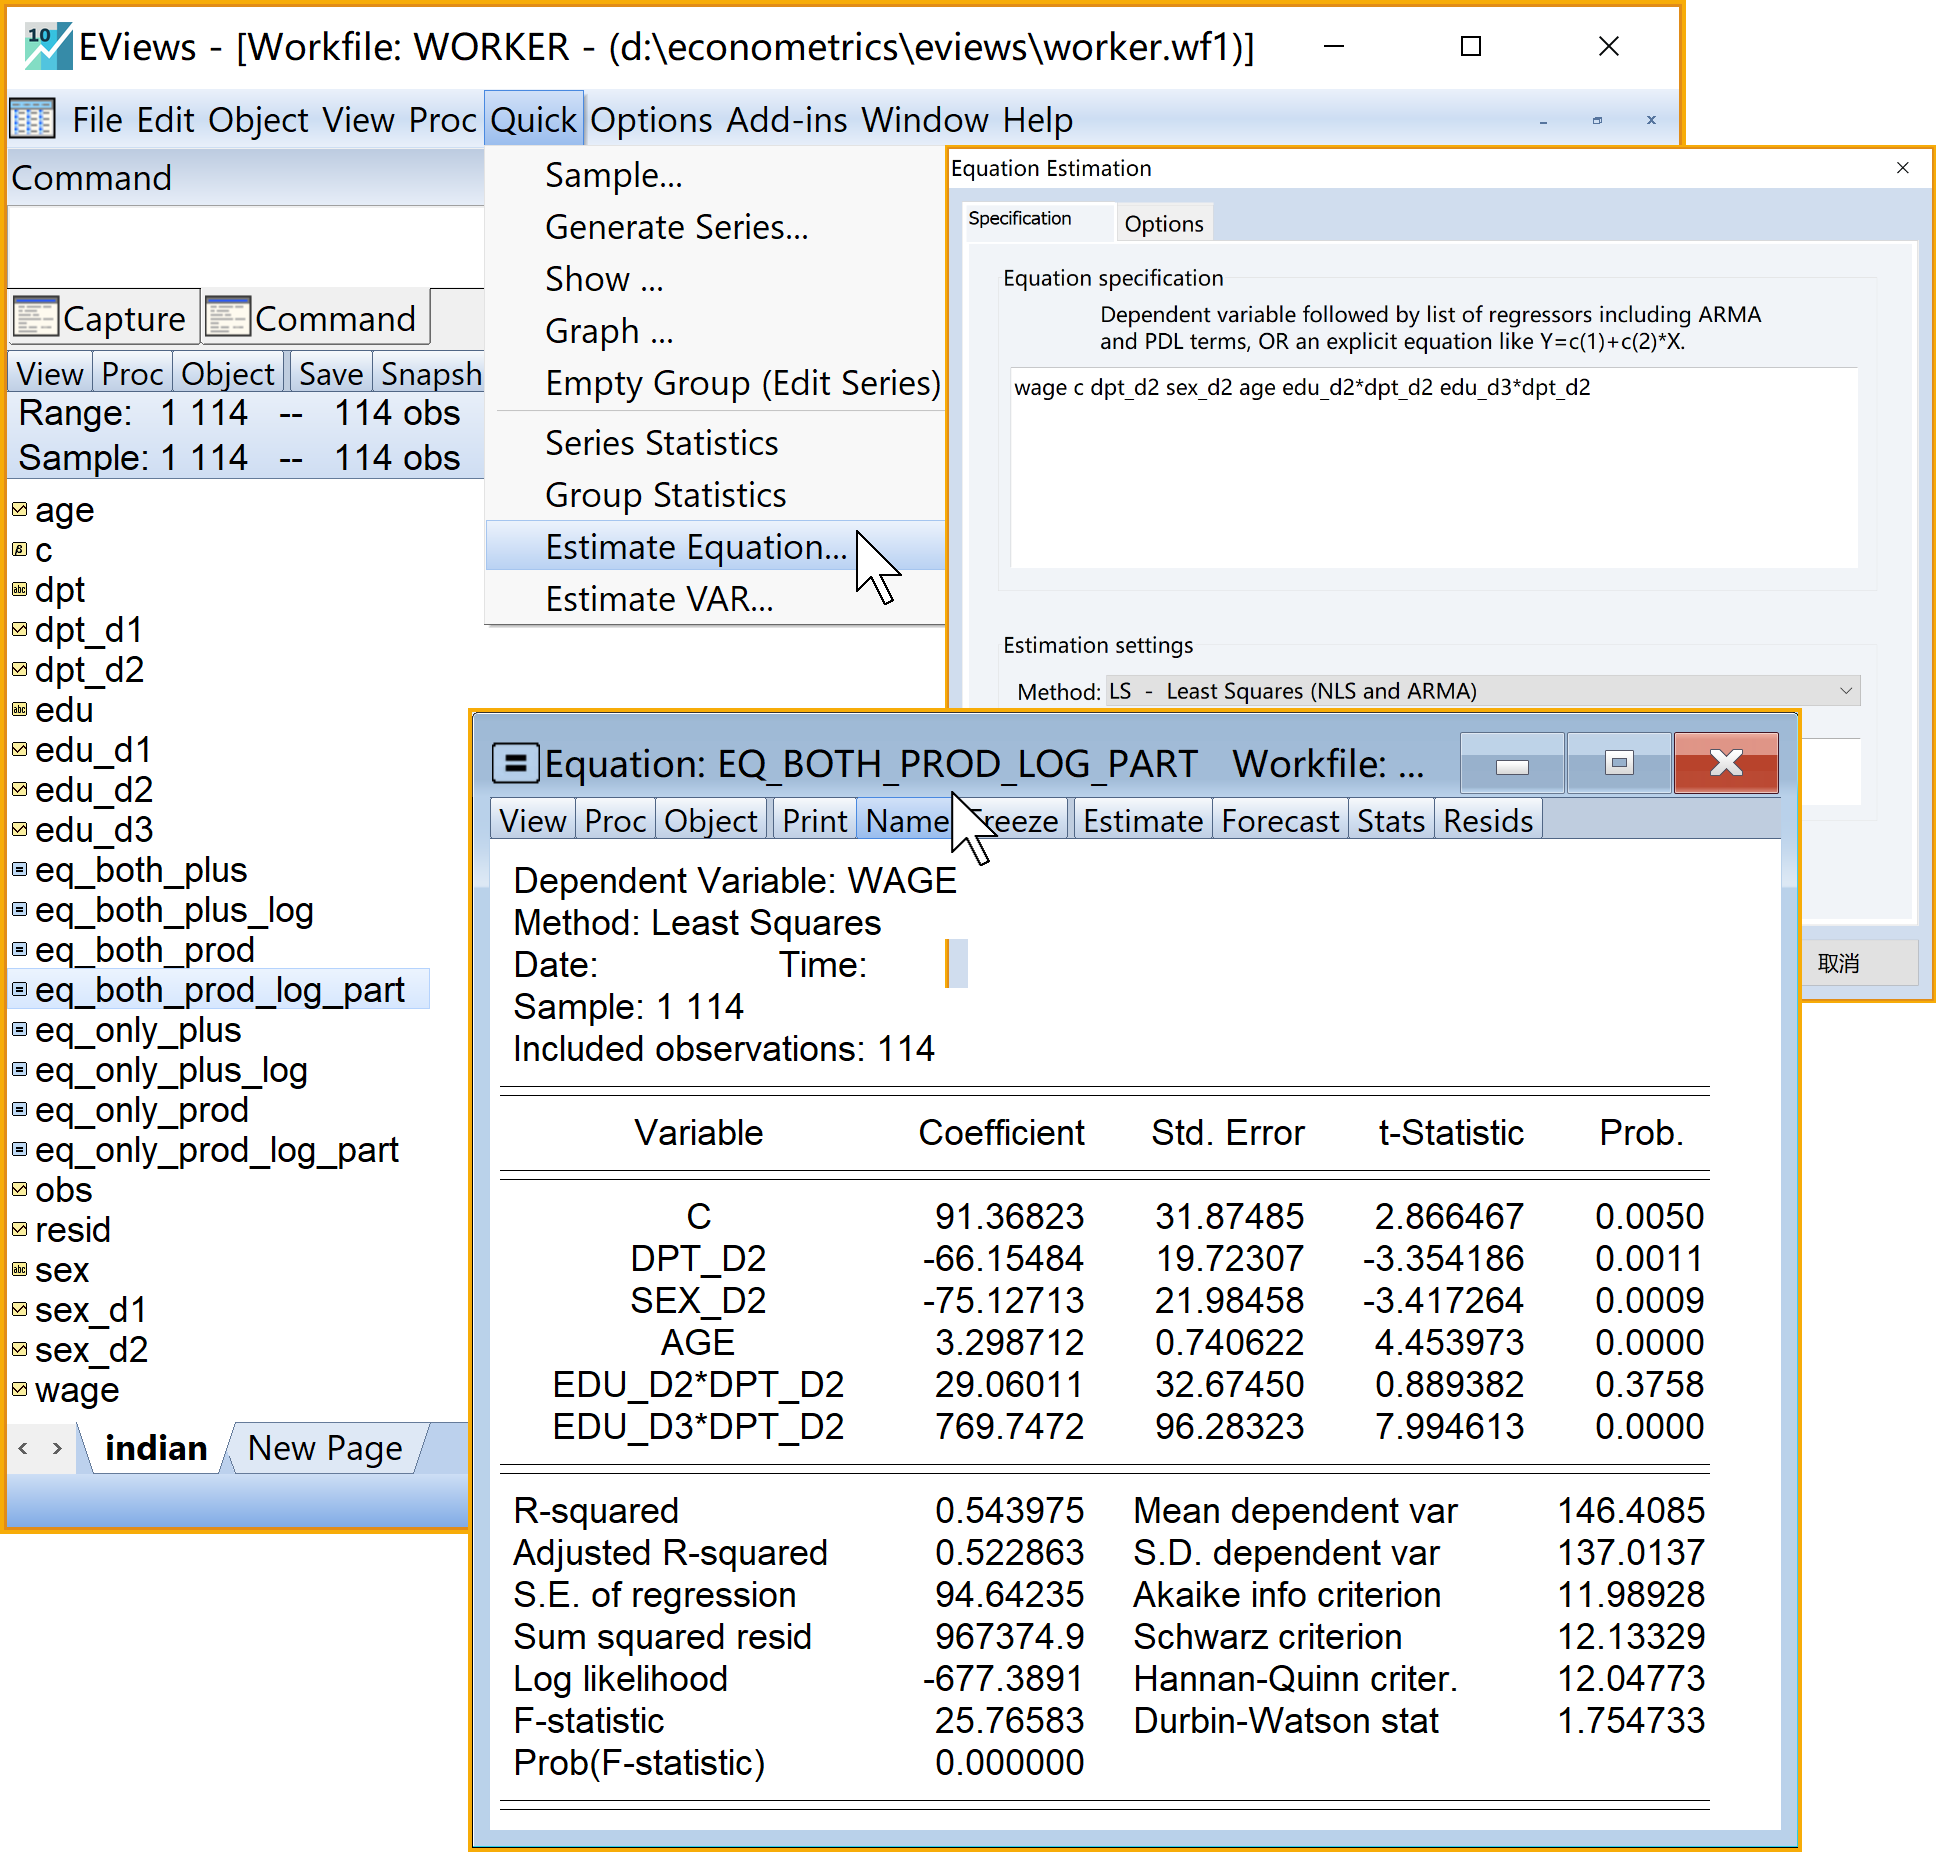 10 EViews - [Workfile: WORKER - (d:\econometrics\eviews\worker.wf1)]
File Edit Object View Proc Quick Options Add-ins Window Help
Command
Capture Command
View Proc Object Save Snapsh
Range: 1 114 -- 114 obs
Sample: 1 114 -- 114 obs
age
c
dpt
dpt_d1
dpt_d2
edu
edu_d1
edu_d2
edu_d3
eq_both_plus
eq_both_plus_log
eq_both_prod
eq_both_prod_log_part
eq_only_plus
eq_only_plus_log
eq_only_prod
eq_only_prod_log_part
obs
resid
sex
sex_d1
sex_d2
wage
indian New Page
Sample...
Generate Series...
Show ...
Graph ...
Empty Group (Edit Series)
Series Statistics
Group Statistics
Estimate Equation...
Estimate VAR...
Equation Estimation
Specification Options
Equation specification
Dependent variable followed by list of regressors including ARMA
and PDL terms, OR an explicit equation like Y=c(1)+c(2)*X.
wage c dpt_d2 sex_d2 age edu_d2*dpt_d2 edu_d3*dpt_d2
Estimation settings
Method: LS - Least Squares (NLS and ARMA)
取消
Equation: EQ_BOTH_PROD_LOG_PART Workfile: ...
View Proc Object Print Name reeze Estimate Forecast Stats Resids
Dependent Variable: WAGE
Method: Least Squares
Date: Time:
Sample: 1 114
Included observations: 114
Variable Coefficient Std. Error t-Statistic Prob.
C 91.36823 31.87485 2.866467 0.0050
DPT_D2 -66.15484 19.72307 -3.354186 0.0011
SEX_D2 -75.12713 21.98458 -3.417264 0.0009
AGE 3.298712 0.740622 4.453973 0.0000
EDU_D2*DPT_D2 29.06011 32.67450 0.889382 0.3758
EDU_D3*DPT_D2 769.7472 96.28323 7.994613 0.0000
R-squared 0.543975 Mean dependent var 146.4085
Adjusted R-squared 0.522863 S.D. dependent var 137.0137
S.E. of regression 94.64235 Akaike info criterion 11.98928
Sum squared resid 967374.9 Schwarz criterion 12.13329
Log likelihood -677.3891 Hannan-Quinn criter. 12.04773
F-statistic 25.76583 Durbin-Watson stat 1.754733
Prob(F-statistic) 0.000000